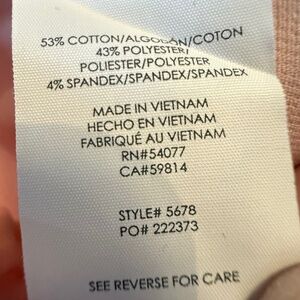 53% COTTON/ALGODÓN/COTON
43% POLYESTER/
POLIESTER/POLYESTER
4% SPANDEX/SPANDEX/SPANDEX
MADE IN VIETNAM
HECHO EN VIETNAM
FABRIQUÉ AU VIETNAM
RN#54077
CA#59814
STYLE# 5678
PO# 222373
SEE REVERSE FOR CARE